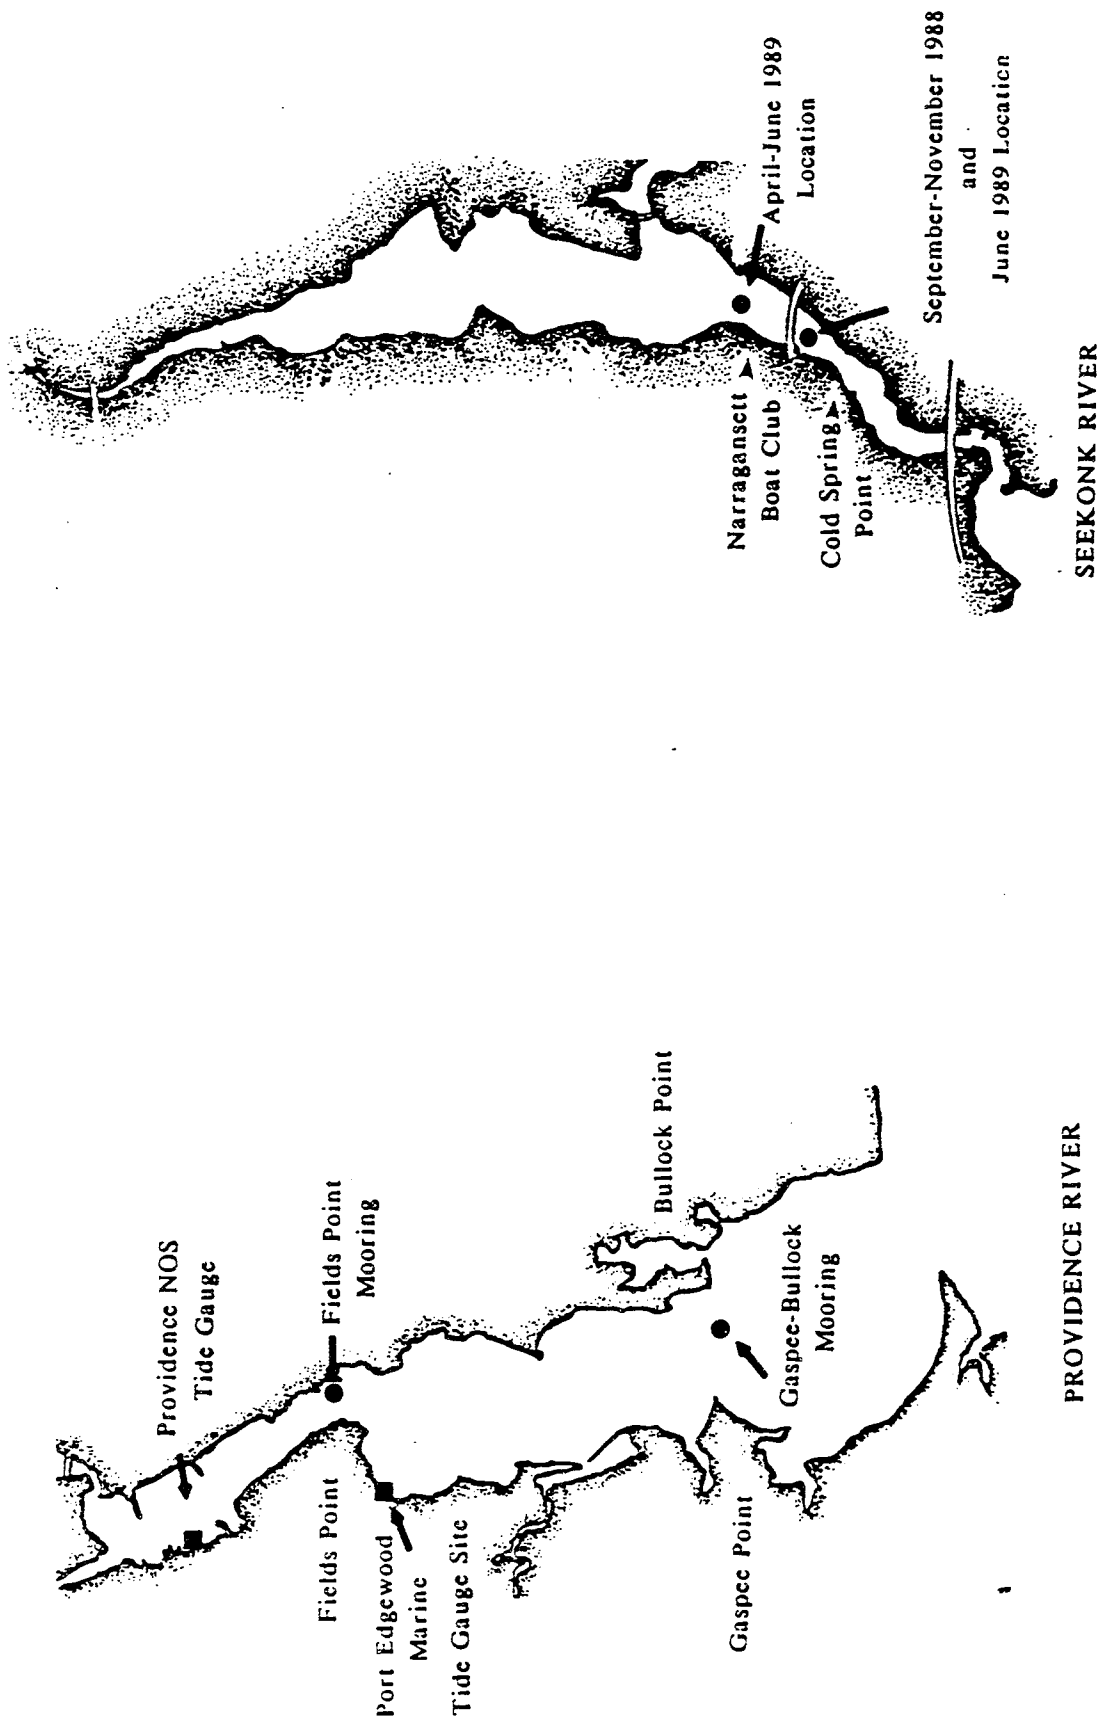 Providence NOS
Tide Gauge
Fields Point
Mooring
Fields Point
Port Edgewood
Marine
Tide Gauge Site
Bullock Point
Gaspee-Bullock
Mooring
Gaspee Point
PROVIDENCE RIVER
April-June 1989
Location
Narragansett
Boat Club
Cold Spring
Point
September-November 1988
and
June 1989 Location
SEEKONK RIVER